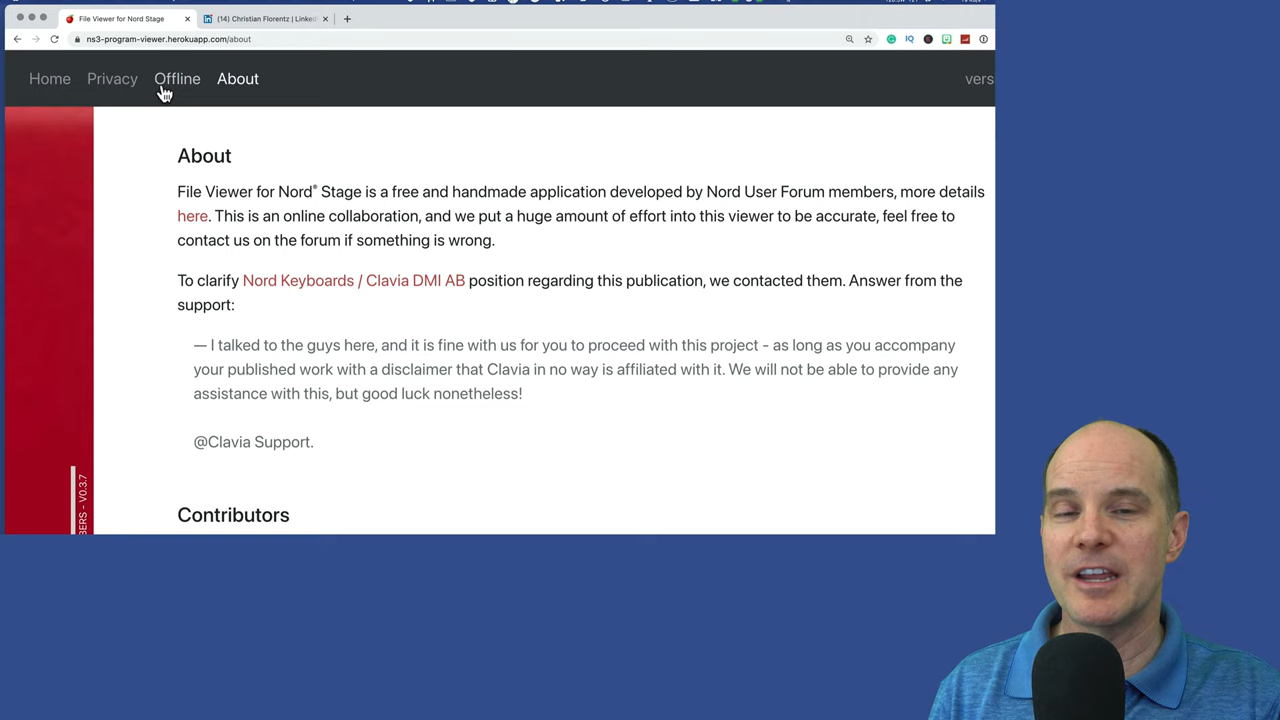 File Viewer for Nord Stage
(14) Christian Florentz | Linked
ns3-program-viewer.herokuapp.com/about
Home Privacy Offline About vers
About
File Viewer for Nord® Stage is a free and handmade application developed by Nord User Forum members, more details
here. This is an online collaboration, and we put a huge amount of effort into this viewer to be accurate, feel free to
contact us on the forum if something is wrong.
To clarify Nord Keyboards / Clavia DMI AB position regarding this publication, we contacted them. Answer from the
support:
— I talked to the guys here, and it is fine with us for you to proceed with this project - as long as you accompany
your published work with a disclaimer that Clavia in no way is affiliated with it. We will not be able to provide any
assistance with this, but good luck nonetheless!
@Clavia Support.
BERS - V0.3.7
Contributors